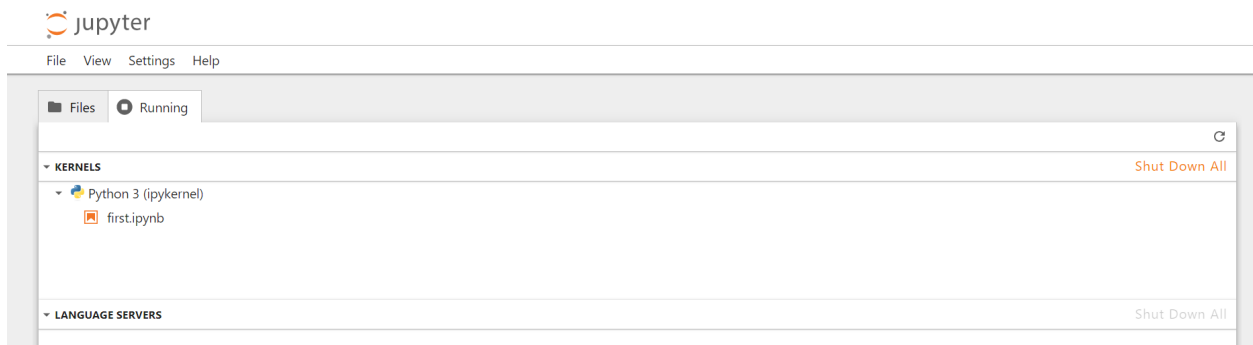 jupyter
File View Settings Help
Files Running
KERNELS Shut Down All
Python 3 (ipykernel)
first.ipynb
LANGUAGE SERVERS Shut Down All